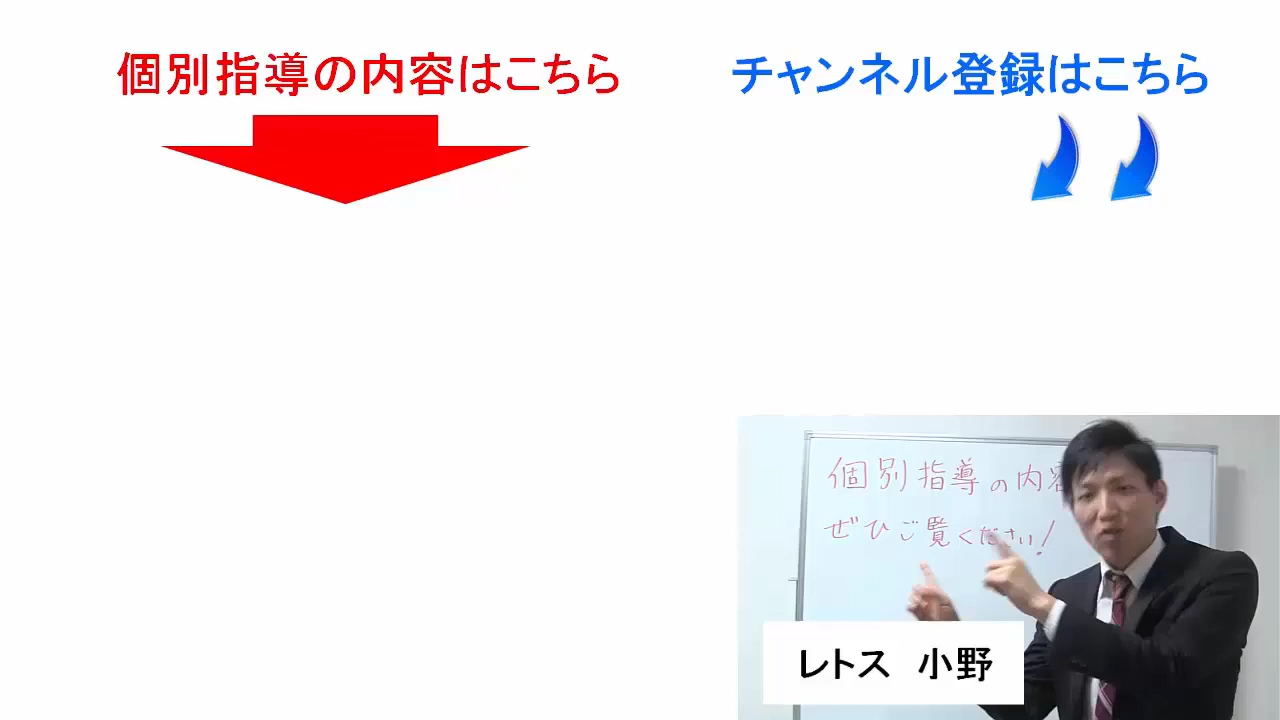 個別指導の内容はこちら
チャンネル登録はこちら
個別指導の内容
ぜひご覧ください!
レトス 小野